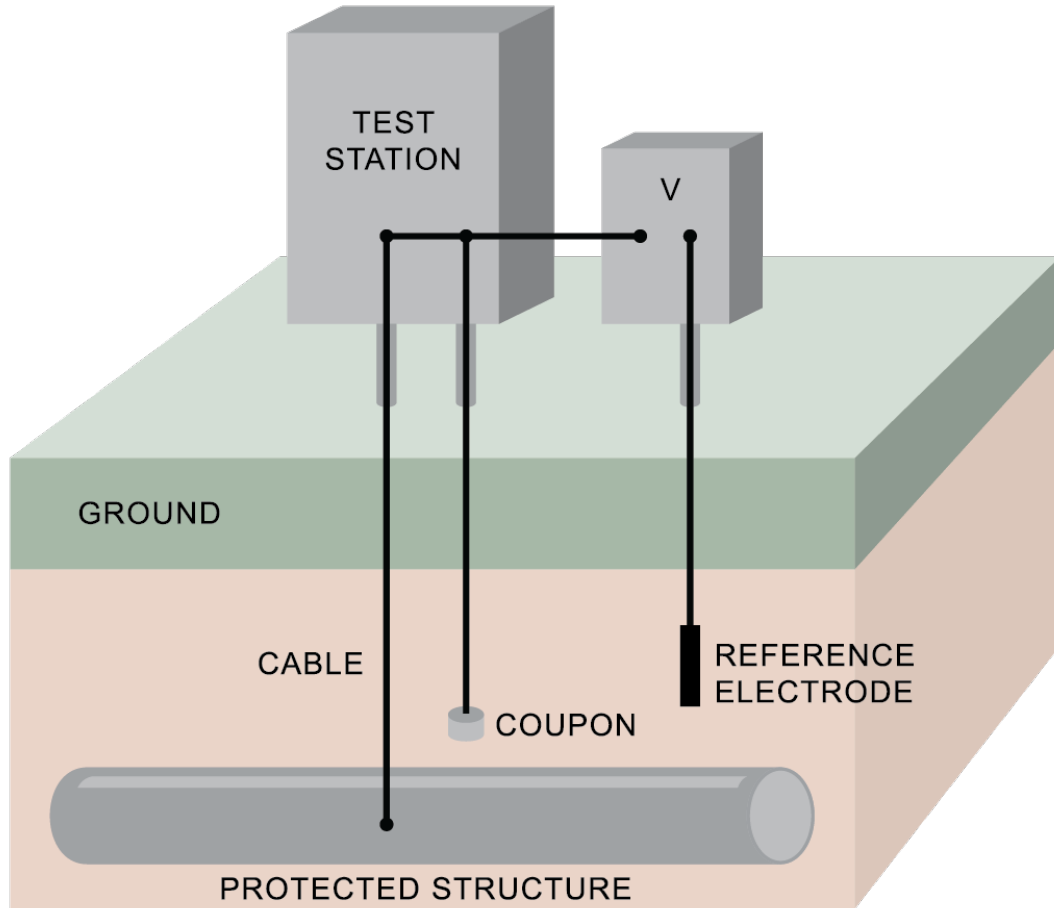 TEST
STATION
V
GROUND
CABLE
REFERENCE
ELECTRODE
COUPON
PROTECTED STRUCTURE